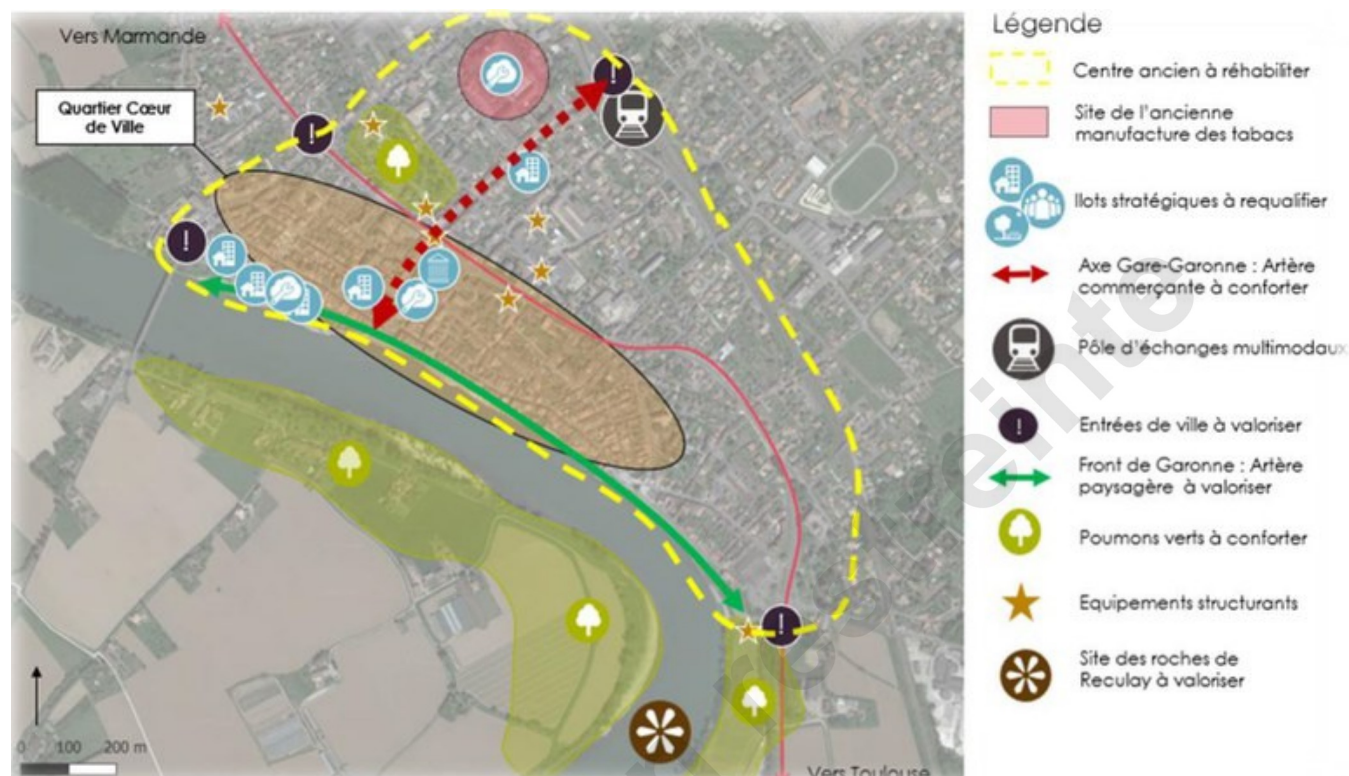 Vers Marmande
Quartier Cœur
de Ville
0 100 200 m
Vers Toulouse
Légende
Centre ancien à réhabiliter
Site de l'ancienne
manufacture des tabacs
Ilots stratégiques à requalifier
Axe Gare-Garonne : Artère
commerçante à conforter
Pôle d'échanges multimodaux
Entrées de ville à valoriser
Front de Garonne : Artère
paysagère à valoriser
Poumons verts à conforter
Equipements structurants
Site des roches de
Reculay à valoriser